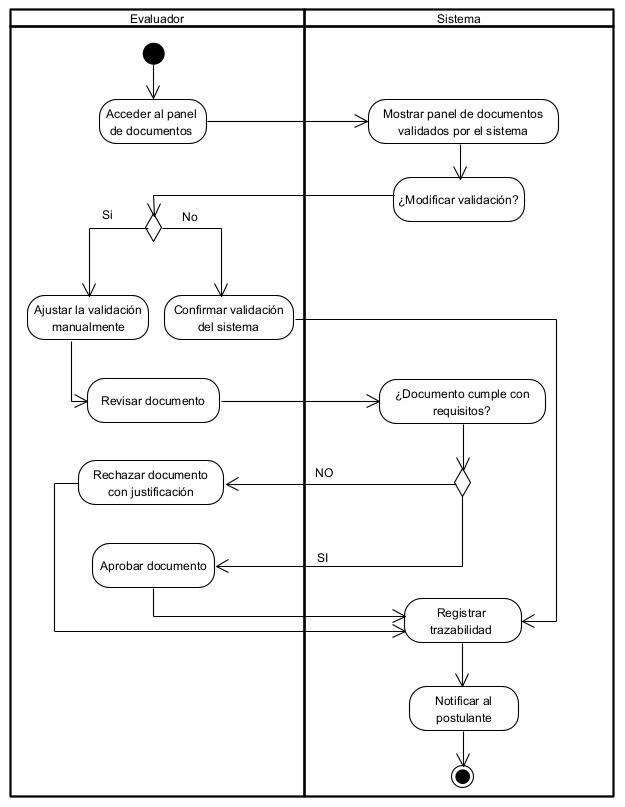 Evaluador
Sistema
Acceder al panel
de documentos
Mostrar panel de documentos
validados por el sistema
¿Modificar validación?
Si
No
Ajustar la validación
manualmente
Confirmar validación
del sistema
Revisar documento
¿Documento cumple con
requisitos?
Rechazar documento
con justificación
NO
Aprobar documento
SI
Registrar
trazabilidad
Notificar al
postulante